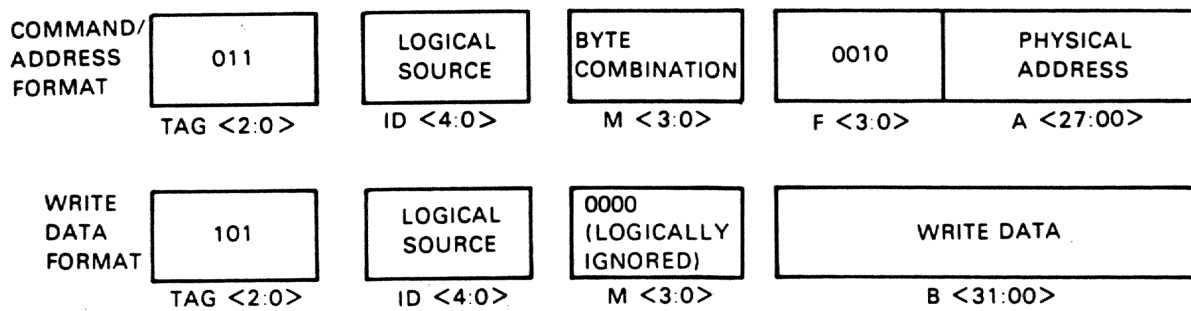 COMMAND/
ADDRESS
FORMAT
011
LOGICAL
SOURCE
BYTE
COMBINATION
0010
PHYSICAL
ADDRESS
TAG <2:0>
ID <4:0>
M <3:0>
F <3:0>
A <27:00>
WRITE
DATA
FORMAT
101
LOGICAL
SOURCE
0000
(LOGICALLY
IGNORED)
WRITE DATA
TAG <2:0>
ID <4:0>
M <3:0>
B <31:00>